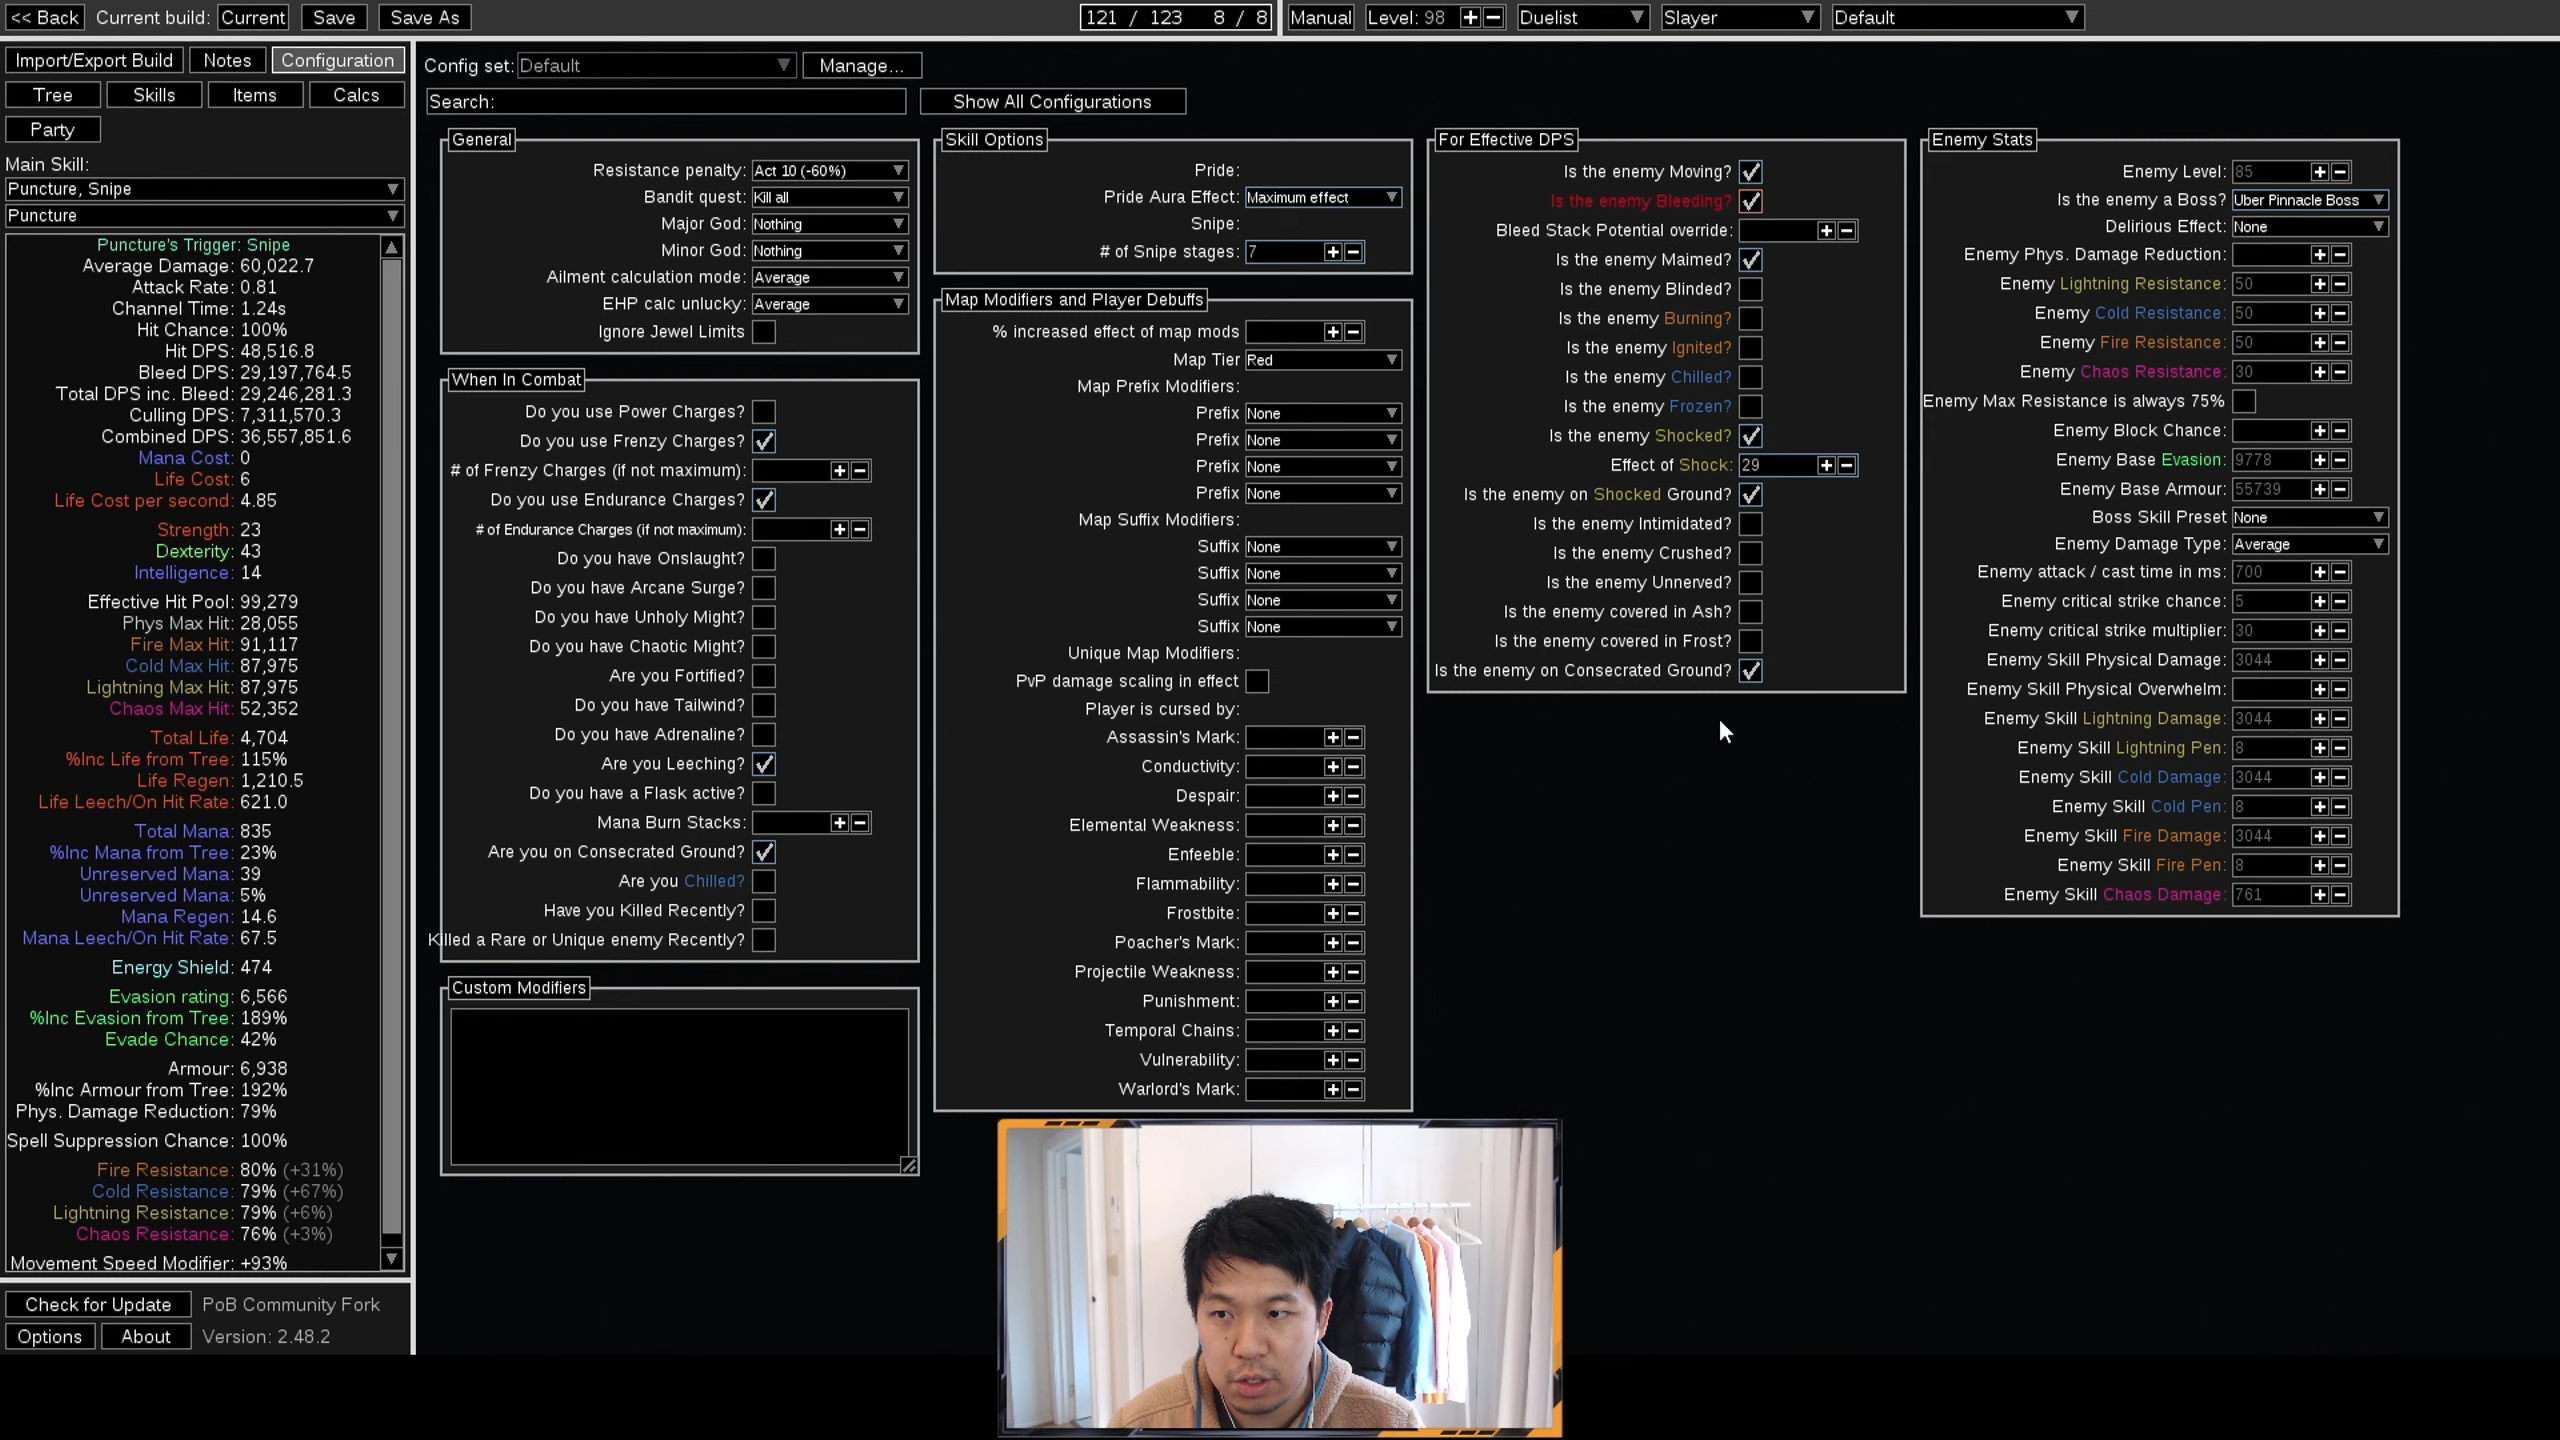 << Back Current build: Current Save Save As 121 / 123 8 / 8 Manual Level: 98 + − Duelist Slayer Default
Import/Export Build Notes Configuration
Tree Skills Items Calcs
Party
Main Skill:
Puncture, Snipe
Puncture
Puncture's Trigger: Snipe
Average Damage: 60,022.7
Attack Rate: 0.81
Channel Time: 1.24s
Hit Chance: 100%
Hit DPS: 48,516.8
Bleed DPS: 29,197,764.5
Total DPS inc. Bleed: 29,246,281.3
Culling DPS: 7,311,570.3
Combined DPS: 36,557,851.6
Mana Cost: 0
Life Cost: 6
Life Cost per second: 4.85
Strength: 23
Dexterity: 43
Intelligence: 14
Effective Hit Pool: 99,279
Phys Max Hit: 28,055
Fire Max Hit: 91,117
Cold Max Hit: 87,975
Lightning Max Hit: 87,975
Chaos Max Hit: 52,352
Total Life: 4,704
%Inc Life from Tree: 115%
Life Regen: 1,210.5
Life Leech/On Hit Rate: 621.0
Total Mana: 835
%Inc Mana from Tree: 23%
Unreserved Mana: 39
Unreserved Mana: 5%
Mana Regen: 14.6
Mana Leech/On Hit Rate: 67.5
Energy Shield: 474
Evasion rating: 6,566
%Inc Evasion from Tree: 189%
Evade Chance: 42%
Armour: 6,938
%Inc Armour from Tree: 192%
Phys. Damage Reduction: 79%
Spell Suppression Chance: 100%
Fire Resistance: 80% (+31%)
Cold Resistance: 79% (+67%)
Lightning Resistance: 79% (+6%)
Chaos Resistance: 76% (+3%)
Movement Speed Modifier: +93%
Check for Update PoB Community Fork
Options About Version: 2.48.2
Config set: Default Manage...
Search: Show All Configurations
General
Resistance penalty: Act 10 (-60%)
Bandit quest: Kill all
Major God: Nothing
Minor God: Nothing
Ailment calculation mode: Average
EHP calc unlucky: Average
Ignore Jewel Limits
When In Combat
Do you use Power Charges?
Do you use Frenzy Charges?
# of Frenzy Charges (if not maximum):
Do you use Endurance Charges?
# of Endurance Charges (if not maximum):
Do you have Onslaught?
Do you have Arcane Surge?
Do you have Unholy Might?
Do you have Chaotic Might?
Are you Fortified?
Do you have Tailwind?
Do you have Adrenaline?
Are you Leeching?
Do you have a Flask active?
Mana Burn Stacks:
Are you on Consecrated Ground?
Are you Chilled?
Have you Killed Recently?
Killed a Rare or Unique enemy Recently?
Custom Modifiers
Skill Options
Pride:
Pride Aura Effect: Maximum effect
Snipe:
# of Snipe stages: 7
Map Modifiers and Player Debuffs
% increased effect of map mods
Map Tier Red
Map Prefix Modifiers:
Prefix None
Prefix None
Prefix None
Prefix None
Map Suffix Modifiers:
Suffix None
Suffix None
Suffix None
Suffix None
Unique Map Modifiers:
PvP damage scaling in effect
Player is cursed by:
Assassin's Mark:
Conductivity:
Despair:
Elemental Weakness:
Enfeeble:
Flammability:
Frostbite:
Poacher's Mark:
Projectile Weakness:
Punishment:
Temporal Chains:
Vulnerability:
Warlord's Mark:
For Effective DPS
Is the enemy Moving?
Is the enemy Bleeding?
Bleed Stack Potential override:
Is the enemy Maimed?
Is the enemy Blinded?
Is the enemy Burning?
Is the enemy Ignited?
Is the enemy Chilled?
Is the enemy Frozen?
Is the enemy Shocked?
Effect of Shock: 29
Is the enemy on Shocked Ground?
Is the enemy Intimidated?
Is the enemy Crushed?
Is the enemy Unnerved?
Is the enemy covered in Ash?
Is the enemy covered in Frost?
Is the enemy on Consecrated Ground?
Enemy Stats
Enemy Level: 85
Is the enemy a Boss? Uber Pinnacle Boss
Delirious Effect: None
Enemy Phys. Damage Reduction:
Enemy Lightning Resistance: 50
Enemy Cold Resistance: 50
Enemy Fire Resistance: 50
Enemy Chaos Resistance: 30
Enemy Max Resistance is always 75%
Enemy Block Chance:
Enemy Base Evasion: 9778
Enemy Base Armour: 55739
Boss Skill Preset None
Enemy Damage Type: Average
Enemy attack / cast time in ms: 700
Enemy critical strike chance: 5
Enemy critical strike multiplier: 30
Enemy Skill Physical Damage: 3044
Enemy Skill Physical Overwhelm:
Enemy Skill Lightning Damage: 3044
Enemy Skill Lightning Pen: 8
Enemy Skill Cold Damage: 3044
Enemy Skill Cold Pen: 8
Enemy Skill Fire Damage: 3044
Enemy Skill Fire Pen: 8
Enemy Skill Chaos Damage: 761